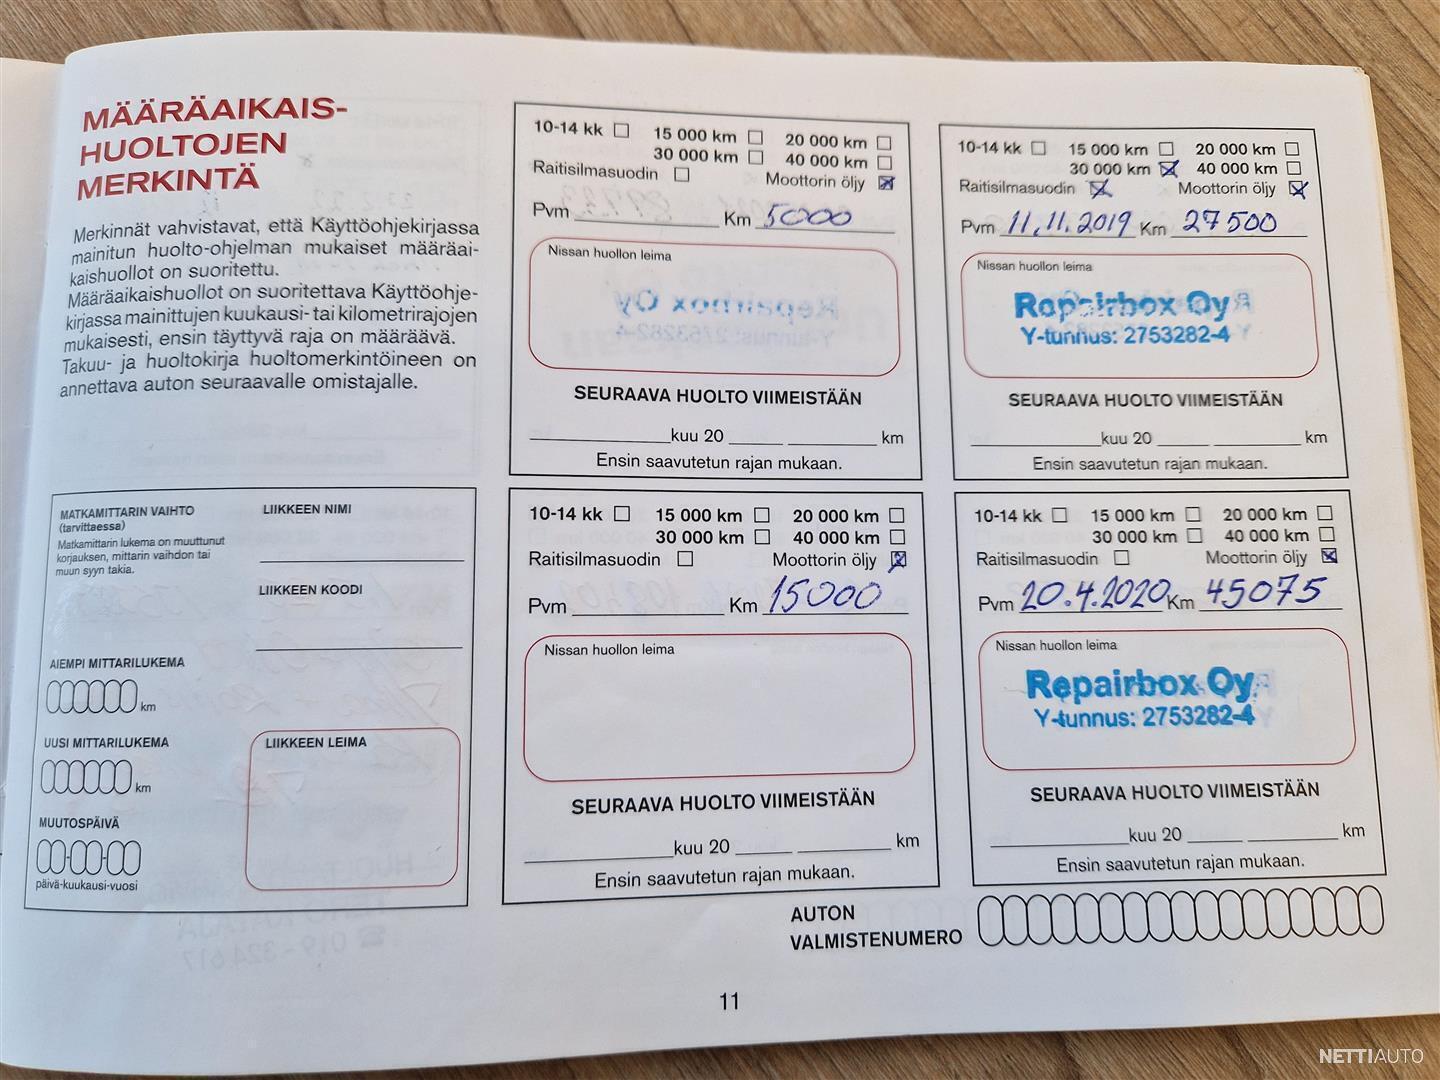 MÄÄRÄAIKAIS-
HUOLTOJEN
MERKINTÄ
Merkinnät vahvistavat, että Käyttöohjekirjassa
mainitun huolto-ohjelman mukaiset määräai-
kaishuollot on suoritettu.
Määräaikaishuollot on suoritettava Käyttöohje-
kirjassa mainittujen kuukausi- tai kilometrirajojen
mukaisesti, ensin täyttyvä raja on määräävä.
Takuu- ja huoltokirja huoltomerkintöineen on
annettava auton seuraavalle omistajalle.
MATKAMITTARIN VAIHTO
(tarvittaessa)
Matkamittarin lukema on muuttunut
korjauksen, mittarin vaihdon tai
muun syyn takia.
LIIKKEEN NIMI
LIIKKEEN KOODI
AIEMPI MITTARILUKEMA
km
UUSI MITTARILUKEMA
km
MUUTOSPÄIVÄ
päivä-kuukausi-vuosi
LIIKKEEN LEIMA
10-14 kk 15 000 km 20 000 km
30 000 km 40 000 km
Raitisilmasuodin Moottorin öljy
Pvm Km 5000
Nissan huollon leima
SEURAAVA HUOLTO VIIMEISTÄÄN
kuu 20 km
Ensin saavutetun rajan mukaan.
10-14 kk 15 000 km 20 000 km
30 000 km 40 000 km
Raitisilmasuodin Moottorin öljy
Pvm 11.11.2019 Km 27500
Nissan huollon leima
Repairbox Oy
Y-tunnus: 2753282-4
SEURAAVA HUOLTO VIIMEISTÄÄN
kuu 20 km
Ensin saavutetun rajan mukaan.
10-14 kk 15 000 km 20 000 km
30 000 km 40 000 km
Raitisilmasuodin Moottorin öljy
Pvm Km 15000
Nissan huollon leima
SEURAAVA HUOLTO VIIMEISTÄÄN
kuu 20 km
Ensin saavutetun rajan mukaan.
10-14 kk 15 000 km 20 000 km
30 000 km 40 000 km
Raitisilmasuodin Moottorin öljy
Pvm 20.4.2020 Km 45075
Nissan huollon leima
Repairbox Oy
Y-tunnus: 2753282-4
SEURAAVA HUOLTO VIIMEISTÄÄN
kuu 20 km
Ensin saavutetun rajan mukaan.
AUTON
VALMISTENUMERO
11
NETTIAUTO